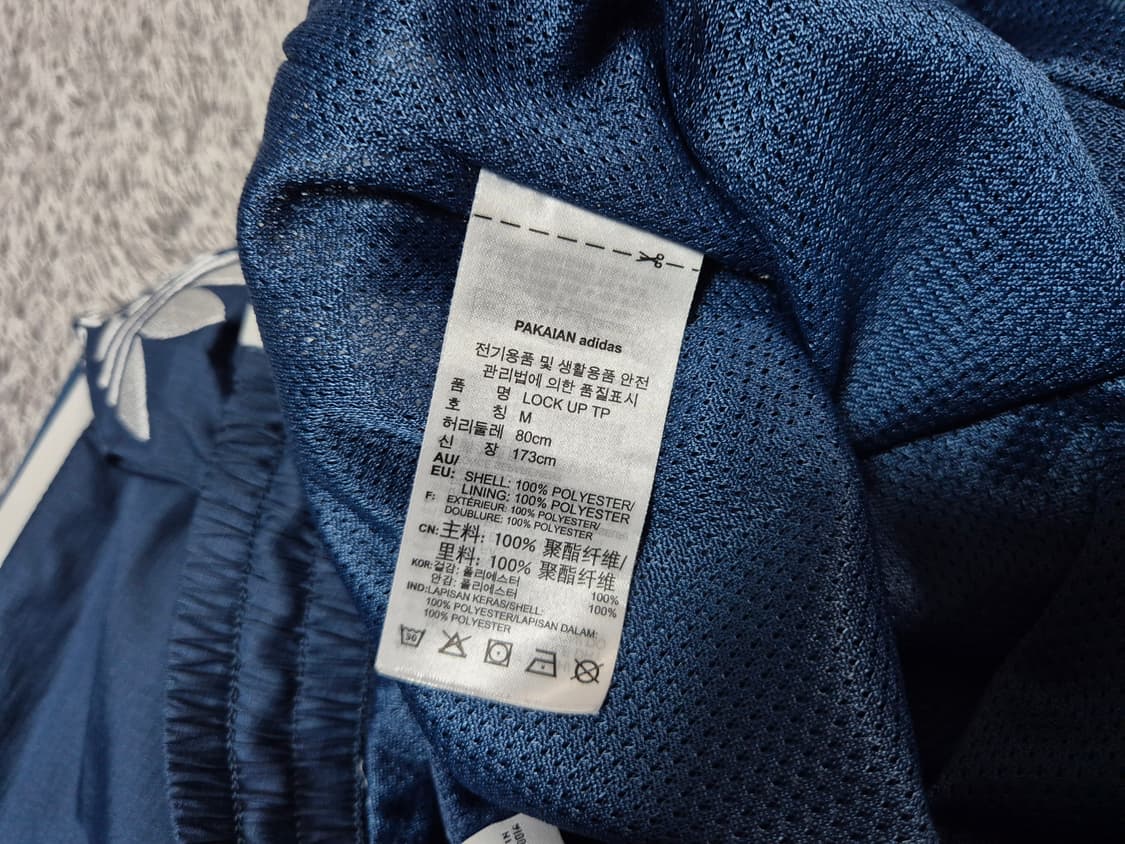 PAKAIAN adidas
전기용품 및 생활용품 안전
관리법에 의한 품질표시
품 명 LOCK UP TP
호 칭 M
허리둘레 80cm
신 장 173cm
AU/
EU: SHELL: 100% POLYESTER/
LINING: 100% POLYESTER
F: EXTÉRIEUR: 100% POLYESTER/
DOUBLURE: 100% POLYESTER
CN: 主料: 100% 聚酯纤维/
里料: 100% 聚酯纤维
KOR: 겉감: 폴리에스터 100%
안감: 폴리에스터 100%
IND: LAPISAN KERAS/SHELL:
100% POLYESTER/LAPISAN DALAM:
100% POLYESTER
30